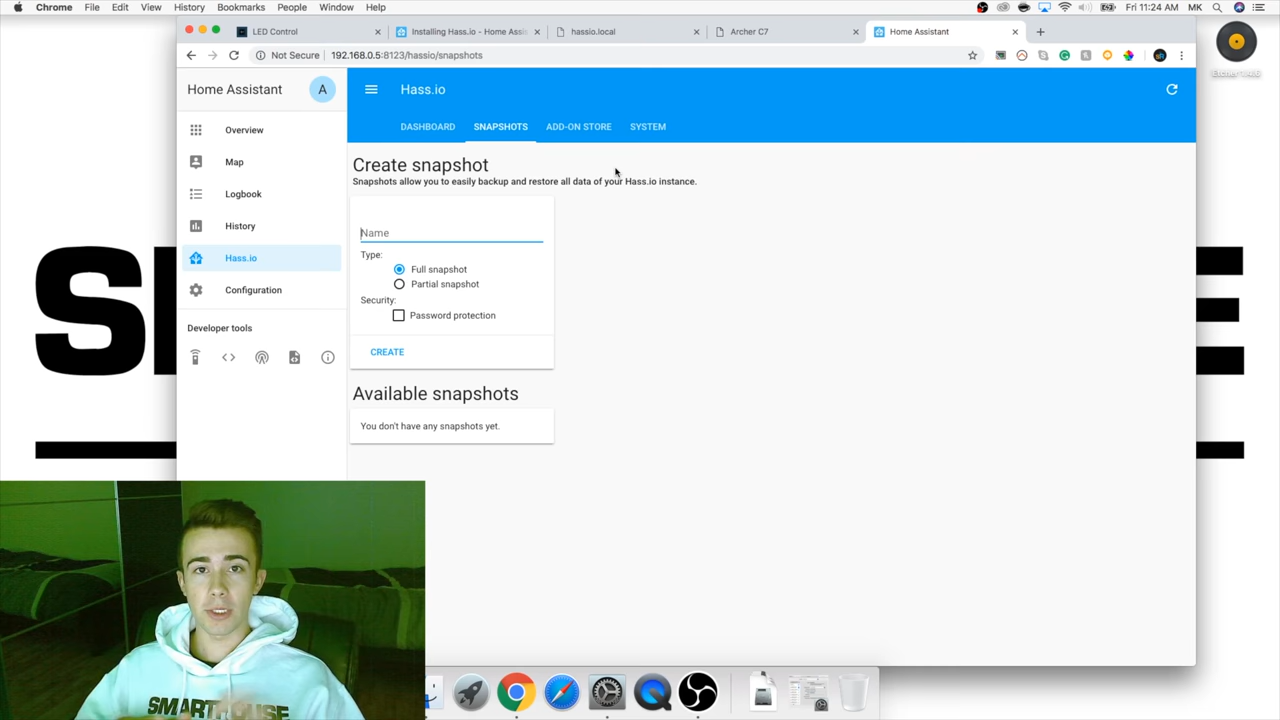 Chrome File Edit View History Bookmarks People Window Help
Fri 11:24 AM MK
LED Control
Installing Hass.io - Home Assis
hassio.local
Archer C7
Home Assistant
Not Secure 192.168.0.5:8123/hassio/snapshots
Home Assistant A
Hass.io
DASHBOARD SNAPSHOTS ADD-ON STORE SYSTEM
Overview
Map
Logbook
History
Hass.io
Configuration
Developer tools
Create snapshot
Snapshots allow you to easily backup and restore all data of your Hass.io instance.
Name
Type:
Full snapshot
Partial snapshot
Security:
Password protection
CREATE
Available snapshots
You don't have any snapshots yet.